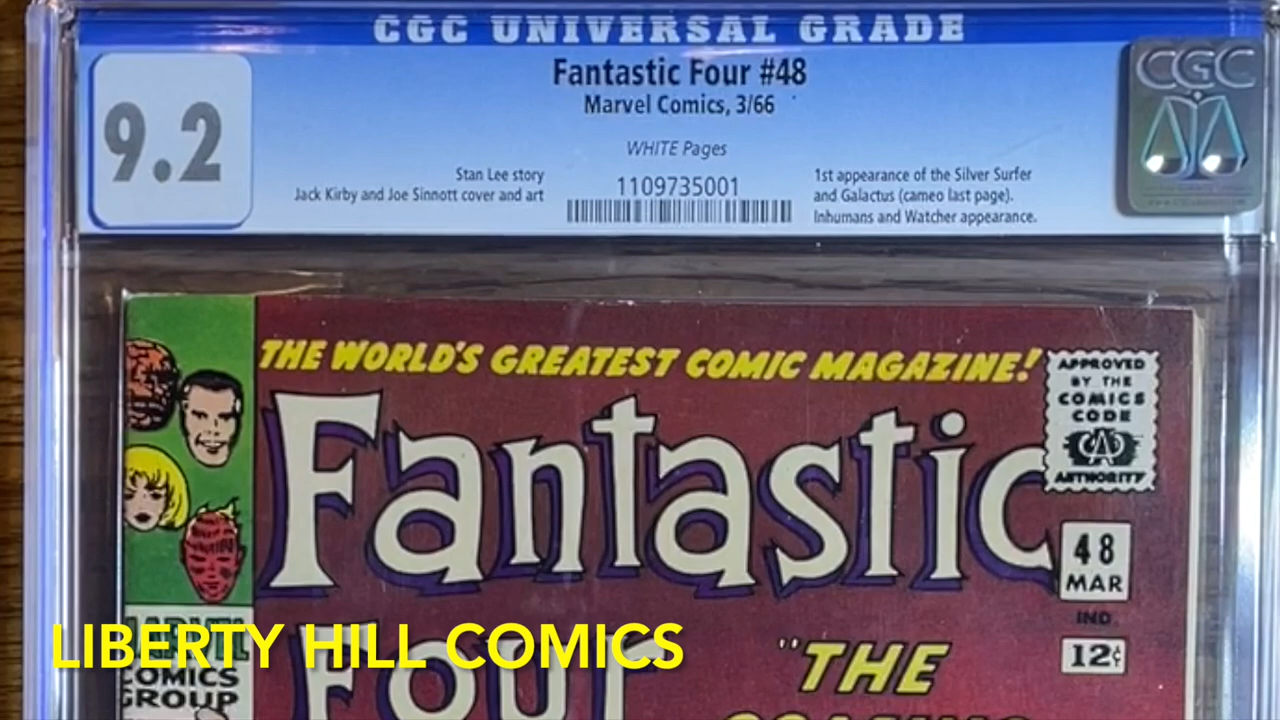 CGC UNIVERSAL GRADE
9.2
Fantastic Four #48
Marvel Comics, 3/66
WHITE Pages
Stan Lee story
Jack Kirby and Joe Sinnott cover and art
1109735001
1st appearance of the Silver Surfer
and Galactus (cameo last page).
Inhumans and Watcher appearance.
CGC
THE WORLD'S GREATEST COMIC MAGAZINE!
APPROVED
BY THE
COMICS
CODE
CA
AUTHORITY
Fantastic
48
MAR
IND.
12¢
FOUR
"THE
LIBERTY HILL COMICS
COMICS
GROUP